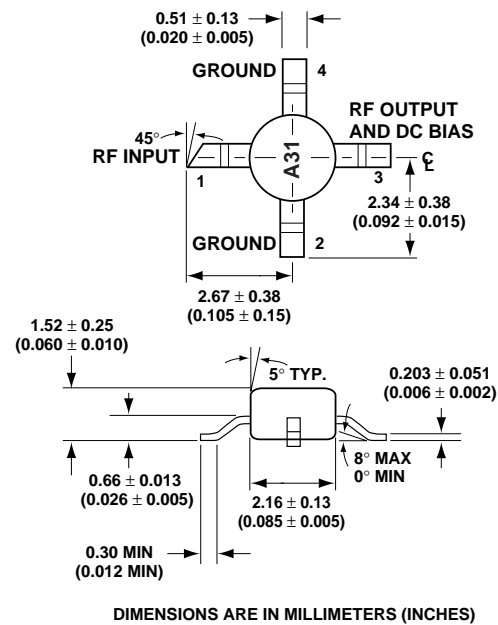 0.51 ± 0.13
(0.020 ± 0.005)
GROUND
4
RF OUTPUT
AND DC BIAS
45°
RF INPUT
A31
1
3
C
L
2.34 ± 0.38
(0.092 ± 0.015)
GROUND
2
2.67 ± 0.38
(0.105 ± 0.15)
1.52 ± 0.25
(0.060 ± 0.010)
5° TYP.
0.203 ± 0.051
(0.006 ± 0.002)
8° MAX
0° MIN
0.66 ± 0.013
(0.026 ± 0.005)
2.16 ± 0.13
(0.085 ± 0.005)
0.30 MIN
(0.012 MIN)
DIMENSIONS ARE IN MILLIMETERS (INCHES)